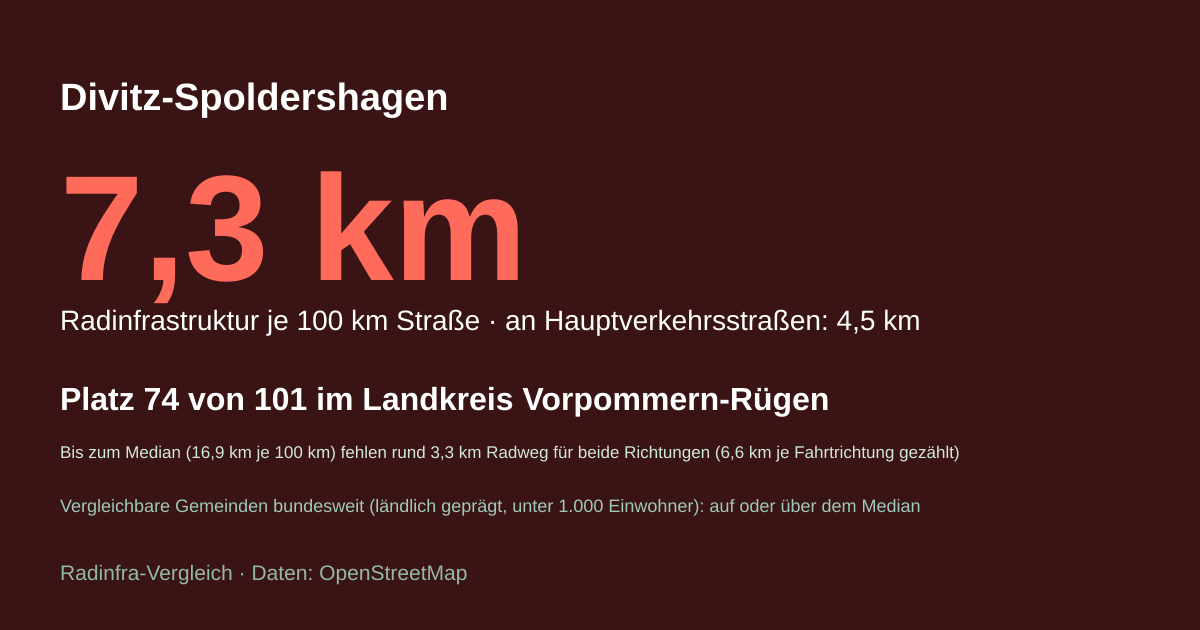 Divitz-Spoldershagen
7,3 km
Radinfrastruktur je 100 km Straße · an Hauptverkehrsstraßen: 4,5 km
Platz 74 von 101 im Landkreis Vorpommern-Rügen
Bis zum Median (16,9 km je 100 km) fehlen rund 3,3 km Radweg für beide Richtungen (6,6 km je Fahrtrichtung gezählt)
Vergleichbare Gemeinden bundesweit (ländlich geprägt, unter 1.000 Einwohner): auf oder über dem Median
Radinfra-Vergleich · Daten: OpenStreetMap